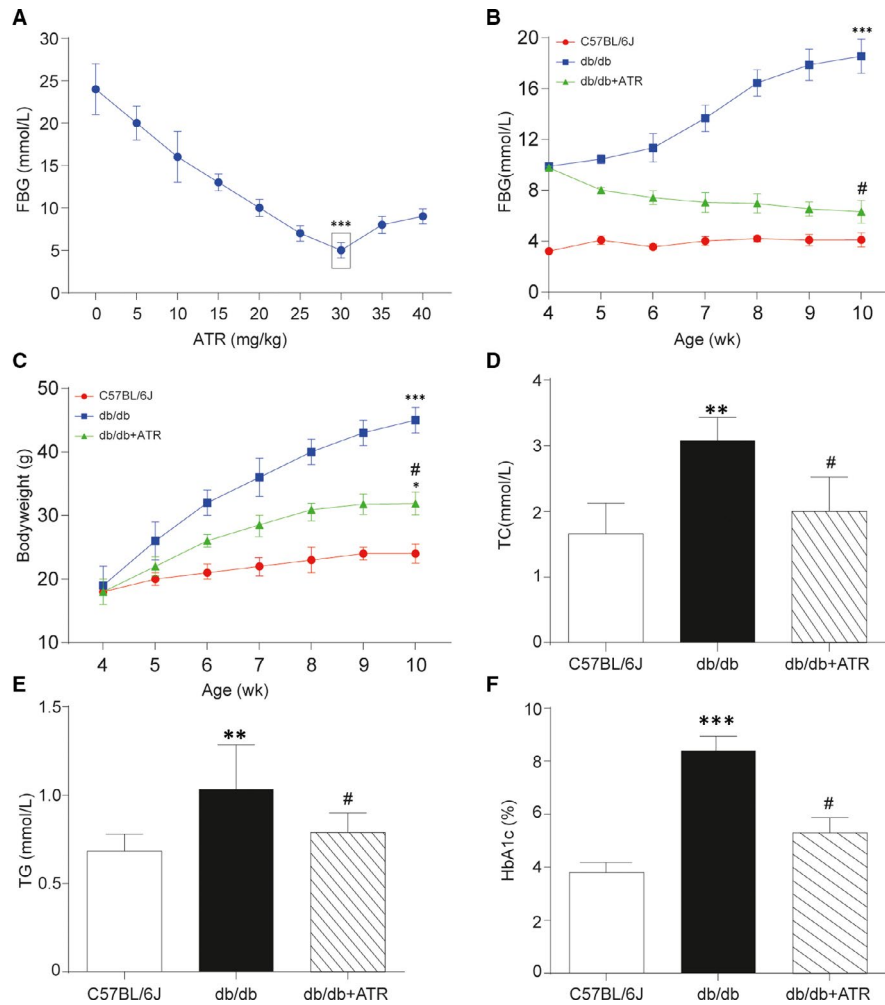 A
FBG (mmol/L)
30
25
20
15
10
5
0
***
0 5 10 15 20 25 30 35 40
ATR (mg/kg)
B
C57BL/6J
db/db
db/db+ATR
FBG(mmol/L)
20
16
12
8
4
0
***
#
4 5 6 7 8 9 10
Age (wk)
C
C57BL/6J
db/db
db/db+ATR
Bodyweight (g)
50
40
30
20
10
***
#
*
4 5 6 7 8 9 10
Age (wk)
D
TC(mmol/L)
4
3
2
1
0
**
#
C57BL/6J db/db db/db+ATR
E
TG (mmol/L)
1.5
1.0
0.5
0.0
**
#
C57BL/6J db/db db/db+ATR
F
HbA1c (%)
10
8
6
4
2
0
***
#
C57BL/6J db/db db/db+ATR